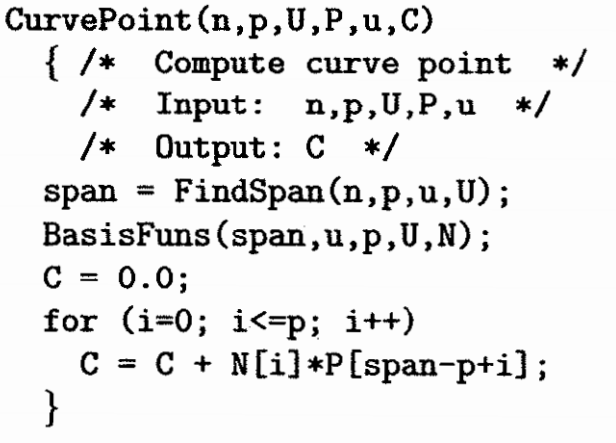 CurvePoint(n,p,U,P,u,C)
{ /* Compute curve point */
/* Input: n,p,U,P,u */
/* Output: C */
span = FindSpan(n,p,u,U);
BasisFuns(span,u,p,U,N);
C = 0.0;
for (i=0; i<=p; i++)
C = C + N[i]*P[span-p+i];
}